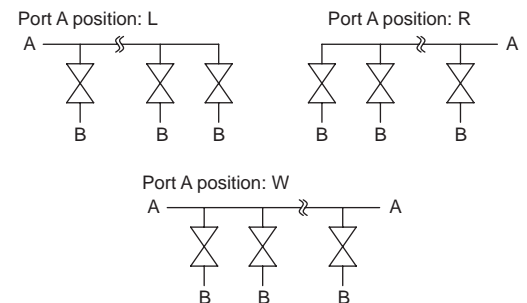 Port A position: L
A
B B B
Port A position: R
A
B B B
Port A position: W
A A
B B B